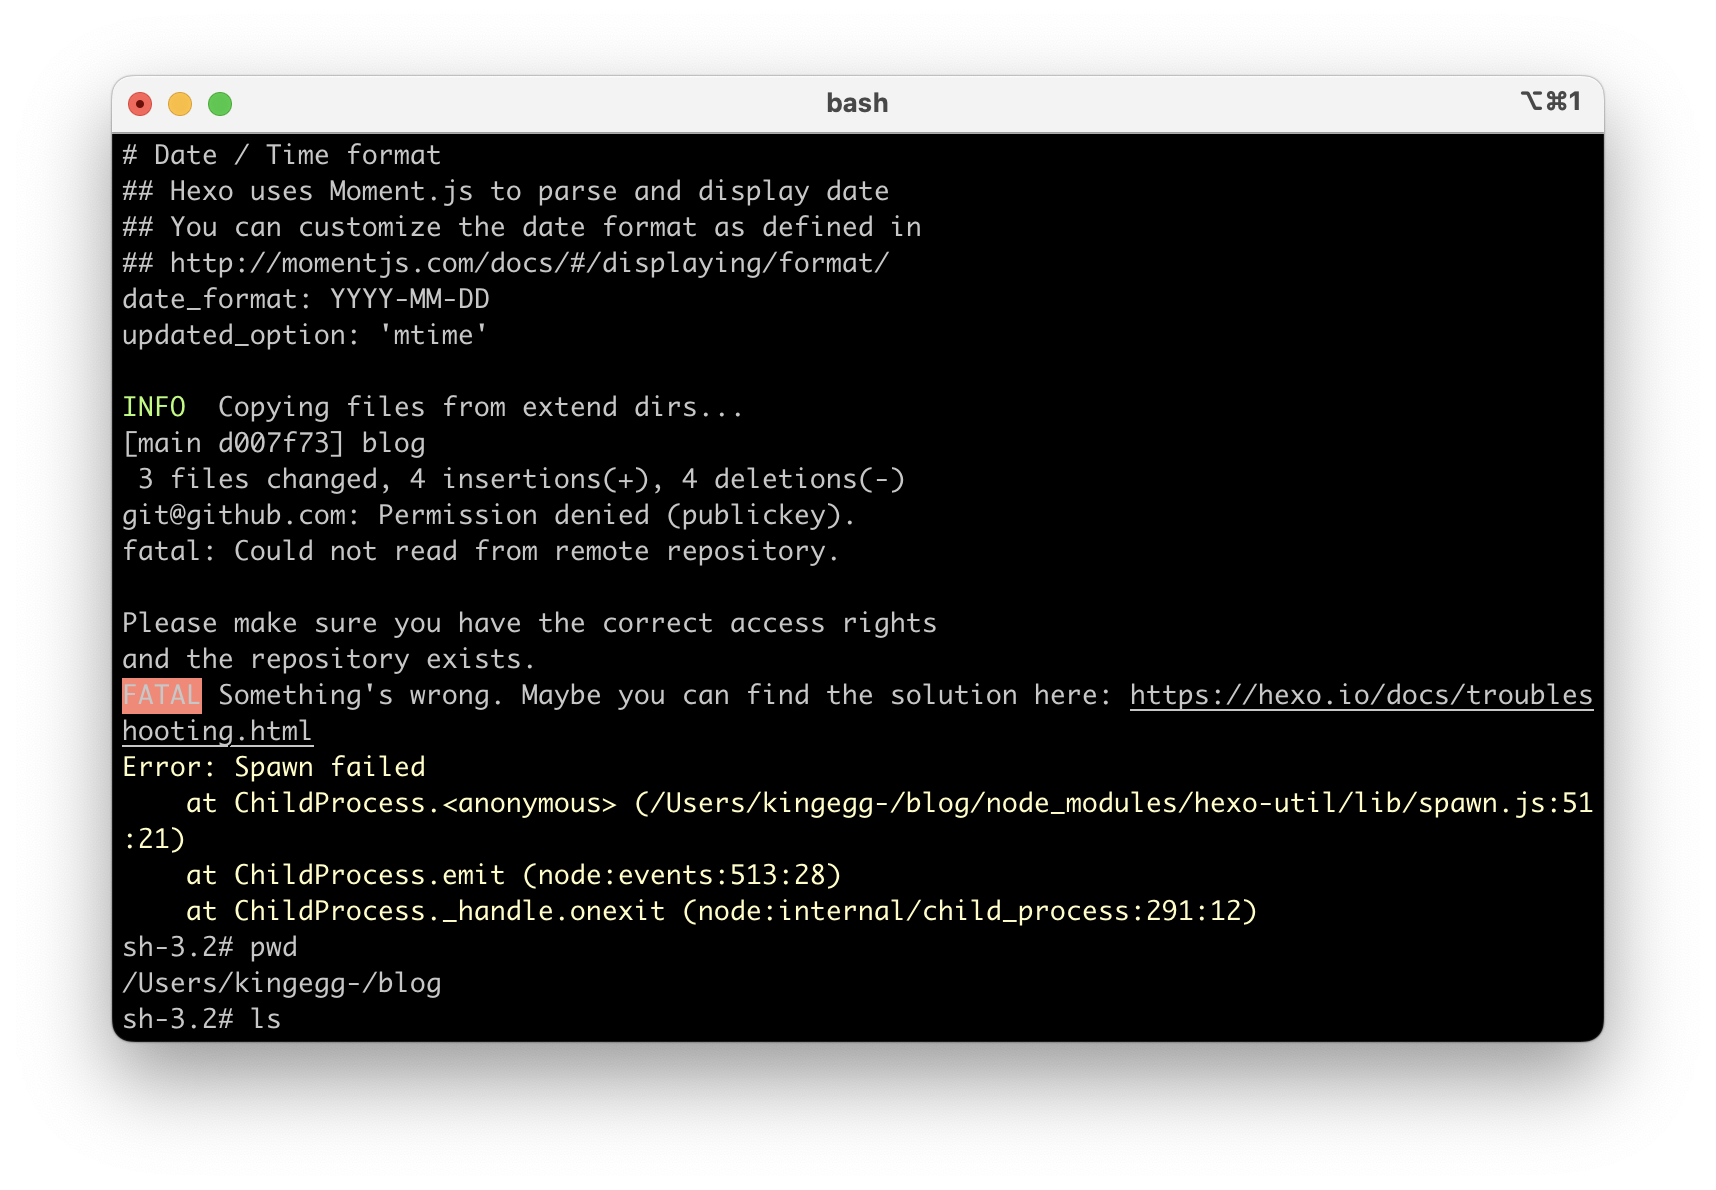 bash
⌥⌘1
# Date / Time format
## Hexo uses Moment.js to parse and display date
## You can customize the date format as defined in
## http://momentjs.com/docs/#/displaying/format/
date_format: YYYY-MM-DD
updated_option: 'mtime'
INFO  Copying files from extend dirs...
[main d007f73] blog
 3 files changed, 4 insertions(+), 4 deletions(-)
git@github.com: Permission denied (publickey).
fatal: Could not read from remote repository.
Please make sure you have the correct access rights
and the repository exists.
FATAL Something's wrong. Maybe you can find the solution here: https://hexo.io/docs/troubles
hooting.html
Error: Spawn failed
    at ChildProcess.<anonymous> (/Users/kingegg-/blog/node_modules/hexo-util/lib/spawn.js:51
:21)
    at ChildProcess.emit (node:events:513:28)
    at ChildProcess._handle.onexit (node:internal/child_process:291:12)
sh-3.2# pwd
/Users/kingegg-/blog
sh-3.2# ls